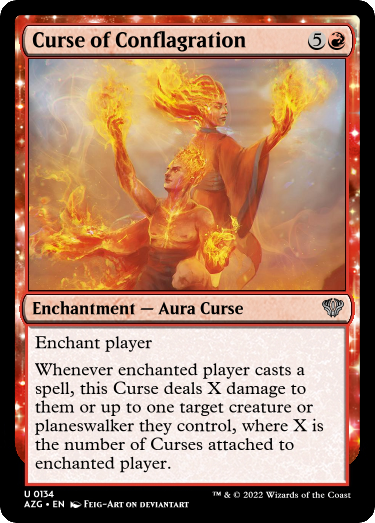 Curse of Conflagration 5
Enchantment — Aura Curse
Enchant player
Whenever enchanted player casts a
spell, this Curse deals X damage to
them or up to one target creature or
planeswalker they control, where X is
the number of Curses attached to
enchanted player.
U 0134
AZG • EN Feig-Art on deviantart
™ & © 2022 Wizards of the Coast